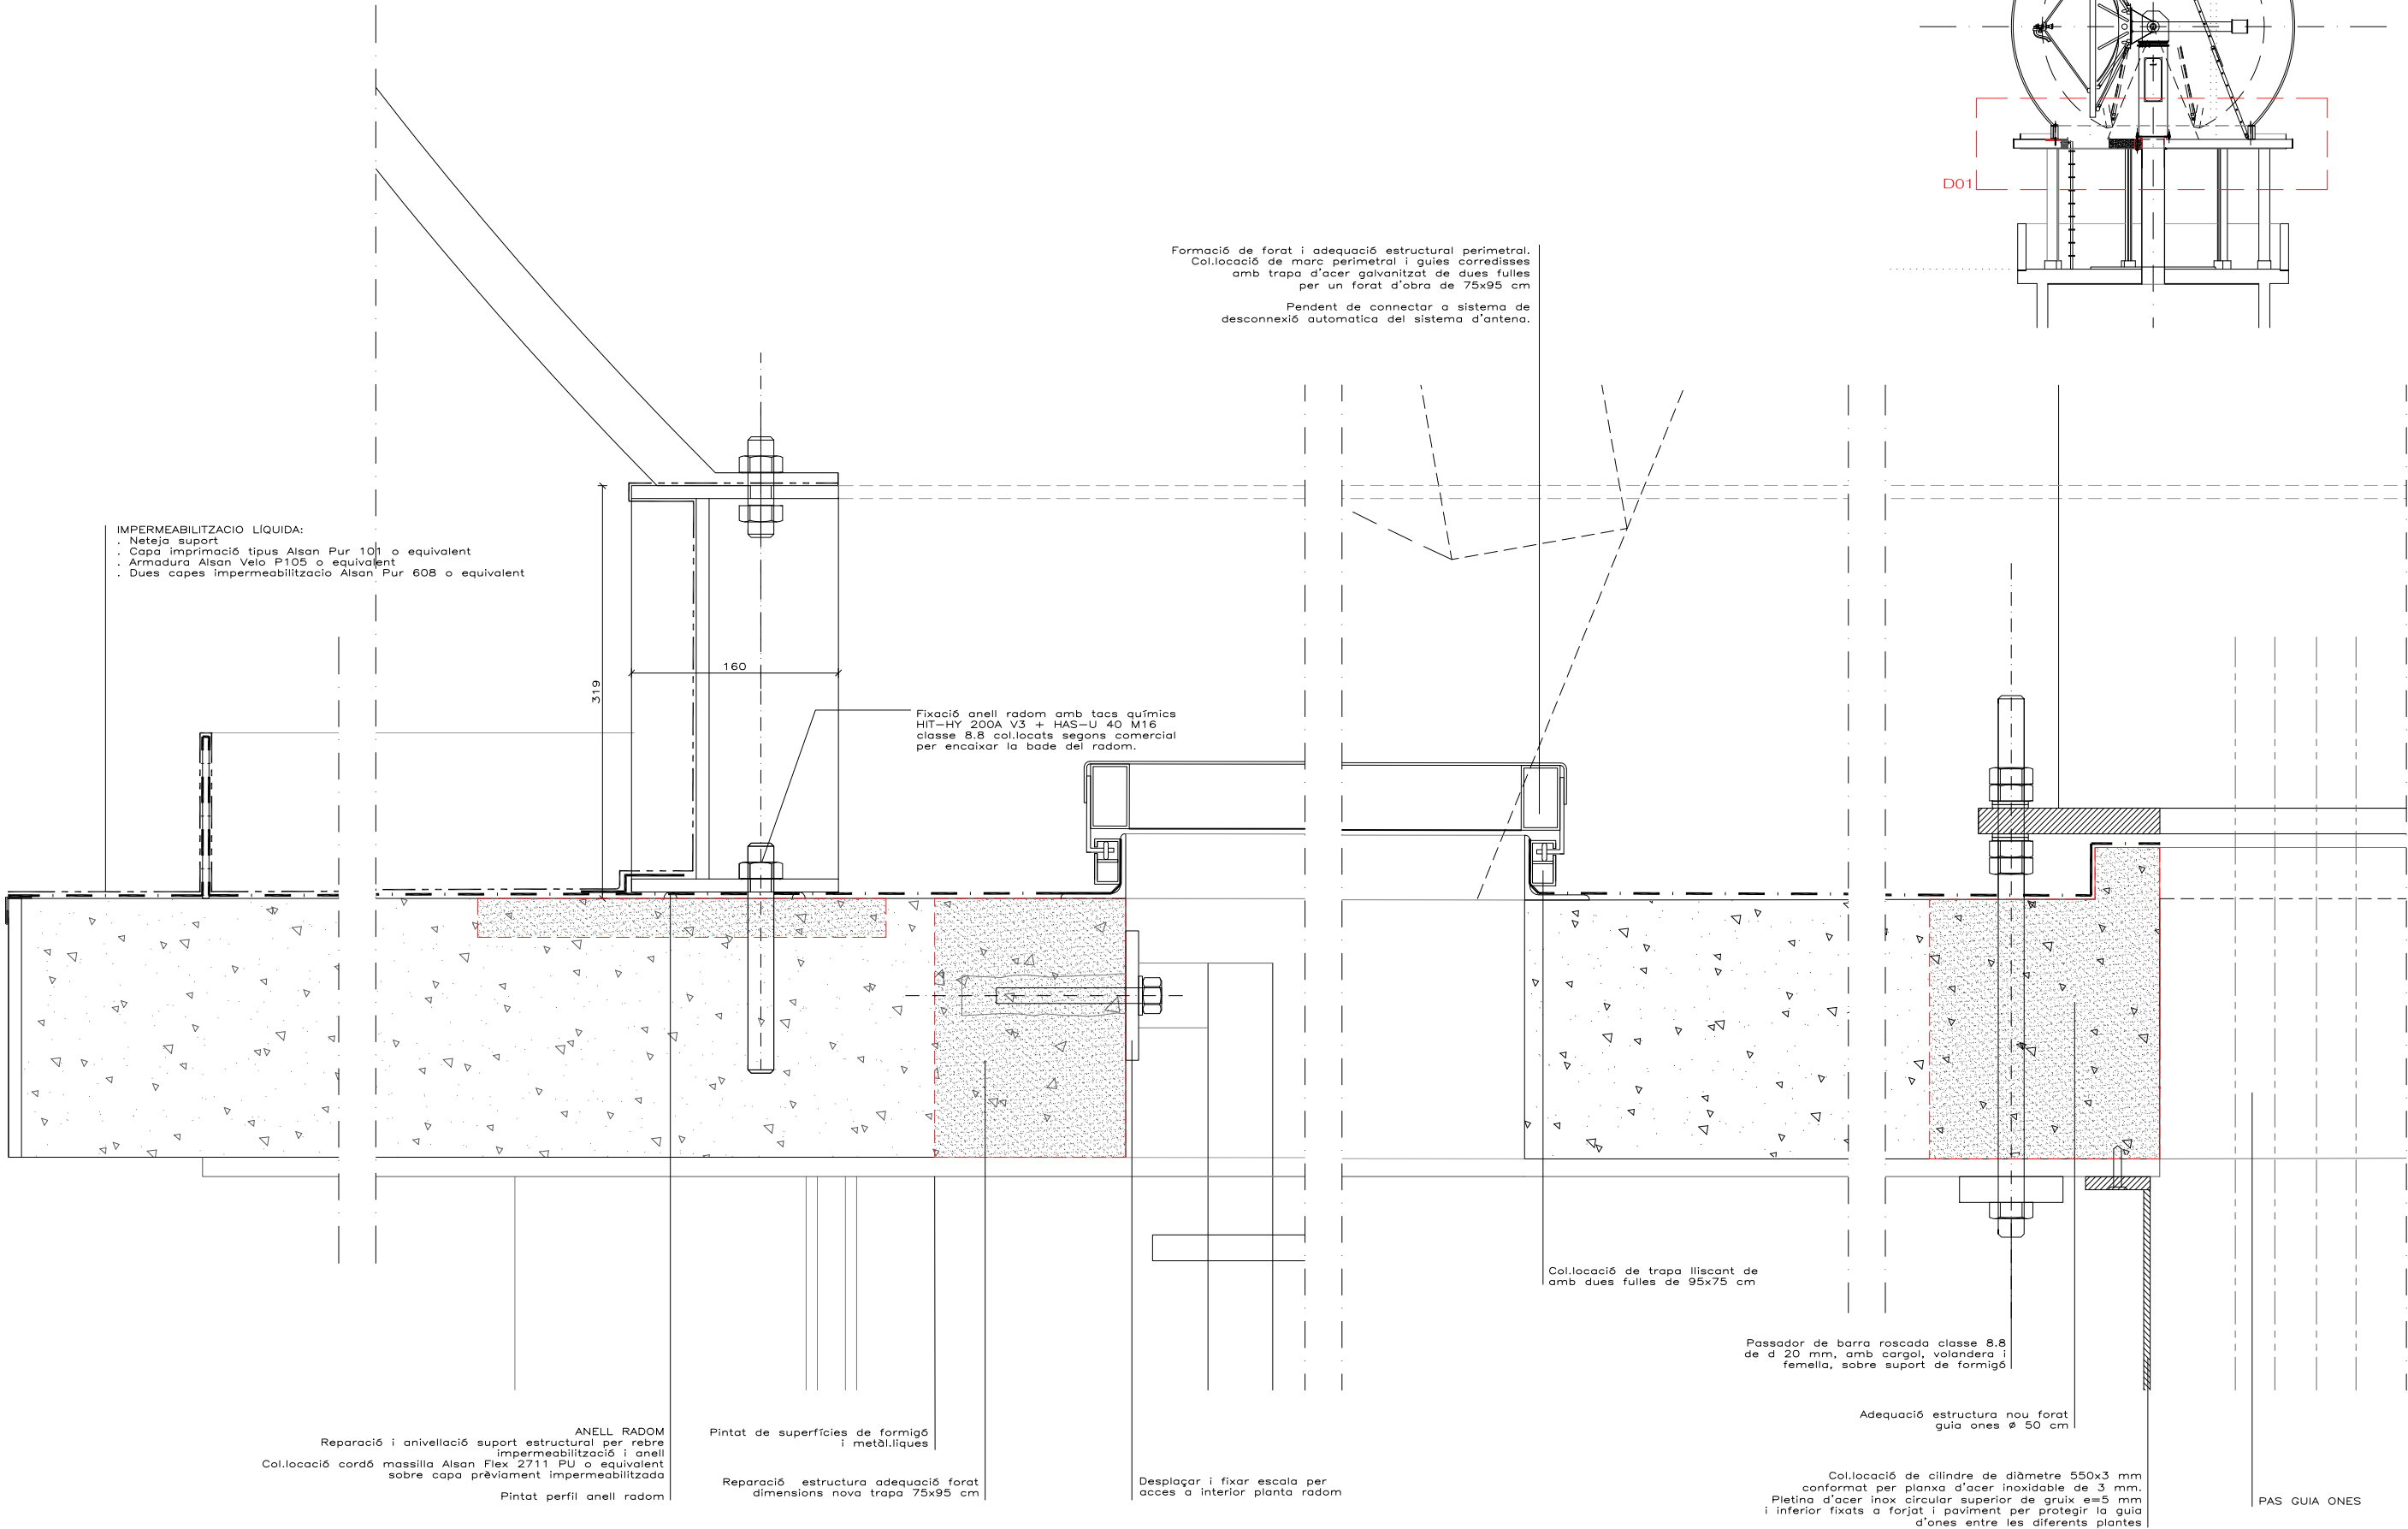 D01
Formació de forat i adequació estructural perimetral.
Col.locació de marc perimetral i guies corredisses
amb trapa d'acer galvanitzat de dues fulles
per un forat d'obra de 75x95 cm
Pendent de connectar a sistema de
desconnexió automatica del sistema d'antena.
IMPERMEABILITZACIO LÍQUIDA:
. Neteja suport
. Capa imprimació tipus Alsan Pur 101 o equivalent
. Armadura Alsan Velo P105 o equivalent
. Dues capes impermeabilitzacio Alsan Pur 608 o equivalent
160
319
Fixació anell radom amb tacs químics
HIT-HY 200A V3 + HAS-U 40 M16
classe 8.8 col.locats segons comercial
per encaixar la bade del radom.
Col.locació de trapa lliscant de
amb dues fulles de 95x75 cm
Passador de barra roscada classe 8.8
de d 20 mm, amb cargol, volandera i
femella, sobre suport de formigó
Adequació estructura nou forat
guia ones ø 50 cm
ANELL RADOM
Reparació i anivellació suport estructural per rebre
impermeabilització i anell
Col.locació cordó massilla Alsan Flex 2711 PU o equivalent
sobre capa prèviament impermeabilitzada
Pintat perfil anell radom
Pintat de superfícies de formigó
i metàl.liques
Reparació estructura adequació forat
dimensions nova trapa 75x95 cm
Desplaçar i fixar escala per
acces a interior planta radom
Col.locació de cilindre de diàmetre 550x3 mm
conformat per planxa d'acer inoxidable de 3 mm.
Pletina d'acer inox circular superior de gruix e=5 mm
i inferior fixats a forjat i paviment per protegir la guia
d'ones entre les diferents plantes
PAS GUIA ONES